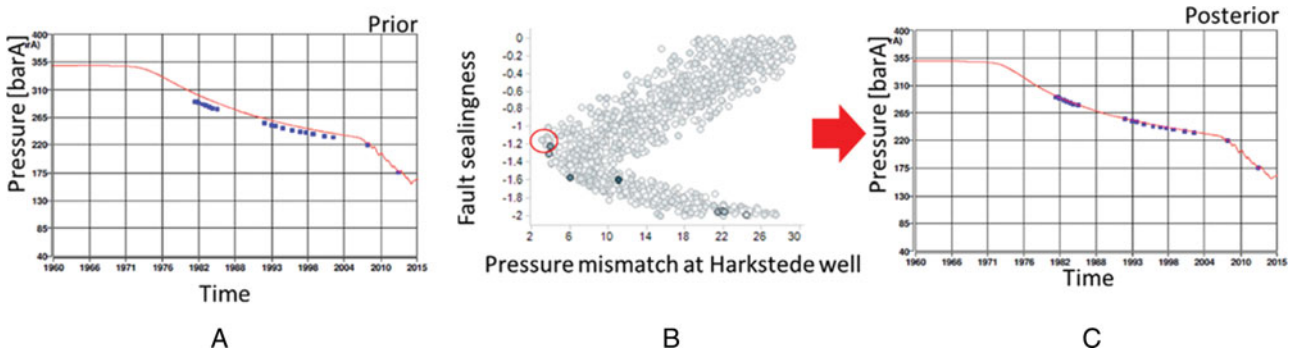 Prior
Pressure [barA]
rA)
400
355
310
265
220
175
130
85
40
1960 1966 1971 1976 1982 1988 1993 1998 2004 2010 2015
Time
A
Fault sealingness
0
-0.2
-0.4
-0.6
-0.8
-1
-1.2
-1.4
-1.6
-1.8
-2
2 6 10 14 18 22 26 30
Pressure mismatch at Harkstede well
B
Posterior
Pressure [barA]
rA)
400
355
310
265
220
175
130
85
40
1960 1966 1971 1976 1982 1988 1993 1998 2004 2010 2015
Time
C